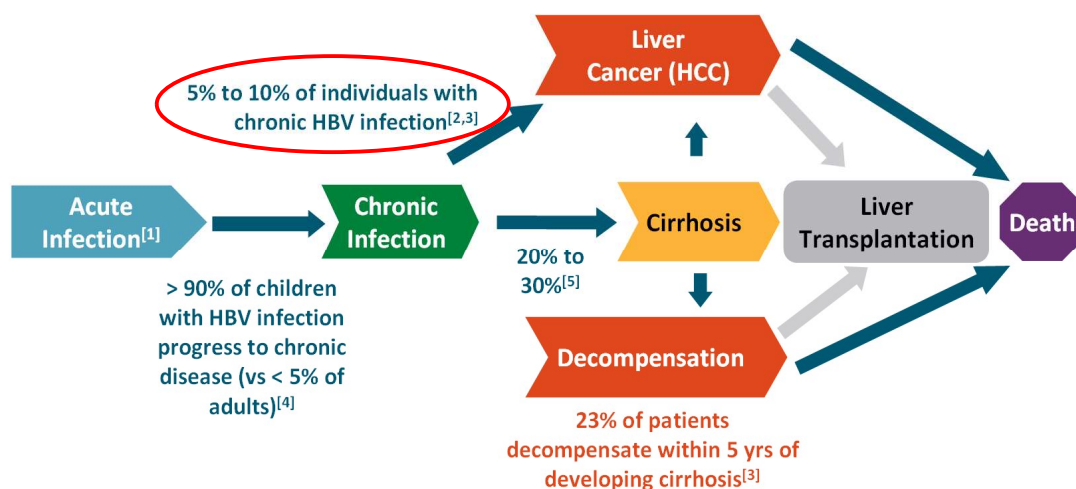 Liver
Cancer (HCC)
5% to 10% of individuals with
chronic HBV infection[2,3]
Acute
Infection[1]
Chronic
Infection
Cirrhosis
Liver
Transplantation
Death
20% to
30%[5]
> 90% of children
with HBV infection
progress to chronic
disease (vs < 5% of
adults)[4]
Decompensation
23% of patients
decompensate within 5 yrs of
developing cirrhosis[3]